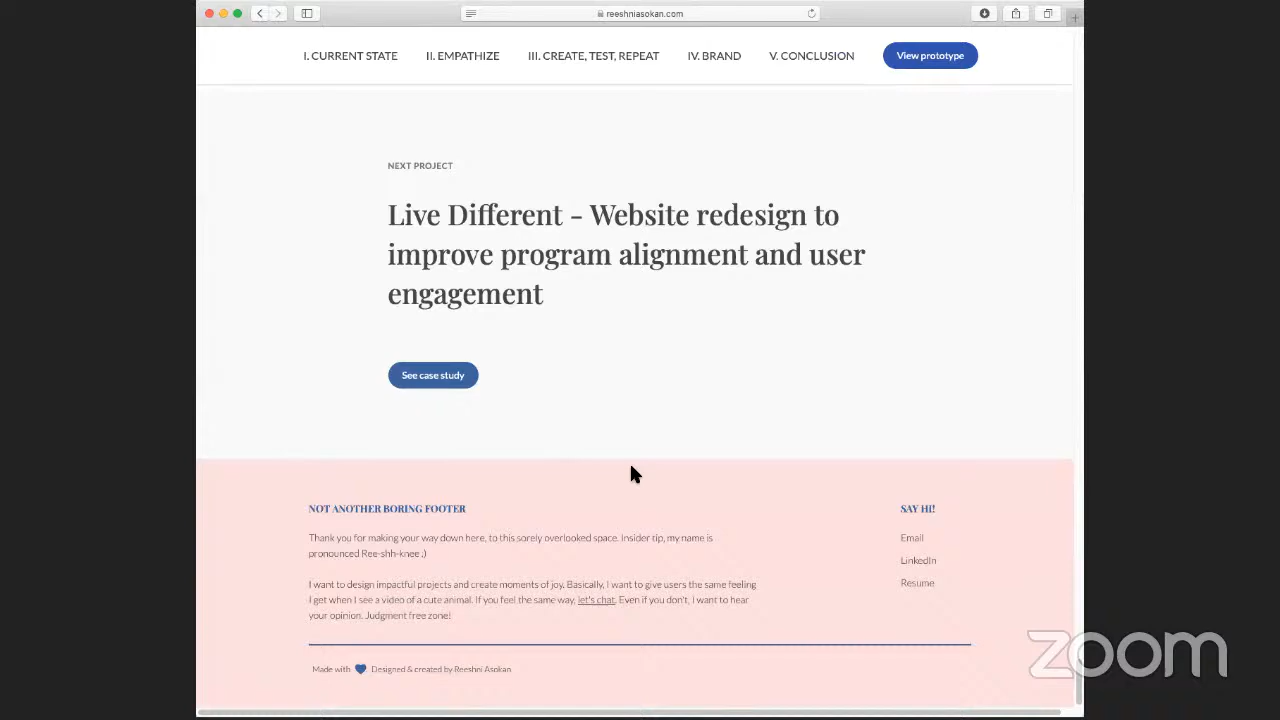 reeshniasokan.com
I. CURRENT STATE
II. EMPATHIZE
III. CREATE, TEST, REPEAT
IV. BRAND
V. CONCLUSION
View prototype
NEXT PROJECT
Live Different - Website redesign to
improve program alignment and user
engagement
See case study
NOT ANOTHER BORING FOOTER
Thank you for making your way down here, to this sorely overlooked space. Insider tip, my name is
pronounced Ree-shh-knee ;)
I want to design impactful projects and create moments of joy. Basically, I want to give users the same feeling
I get when I see a video of a cute animal. If you feel the same way, let's chat. Even if you don't, I want to hear
your opinion. Judgment free zone!
SAY HI!
Email
LinkedIn
Resume
Made with Designed & created by Reeshni Asokan
zoom